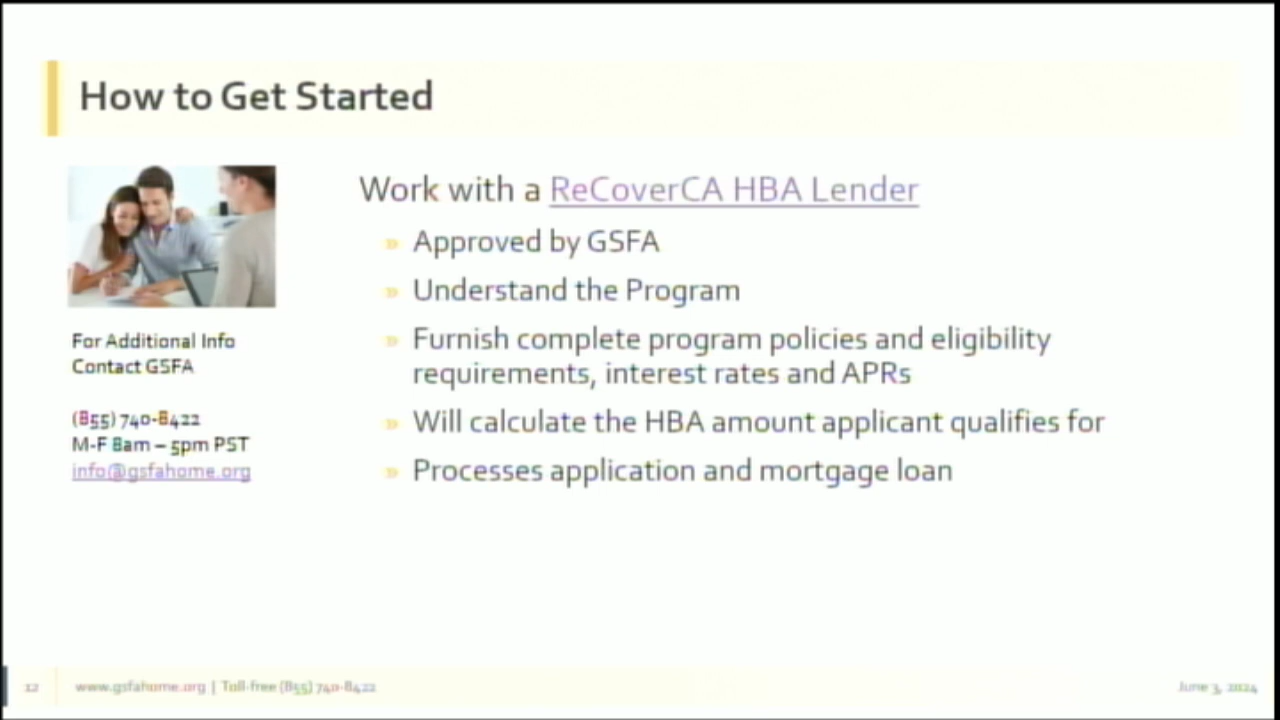 How to Get Started
Work with a ReCoverCA HBA Lender
» Approved by GSFA
» Understand the Program
» Furnish complete program policies and eligibility
requirements, interest rates and APRs
» Will calculate the HBA amount applicant qualifies for
» Processes application and mortgage loan
For Additional Info
Contact GSFA
(855) 740-8422
M-F 8am – 5pm PST
info@gsfahome.org
12
www.gsfahome.org | Toll-free (855) 740-8422
June 3, 2024